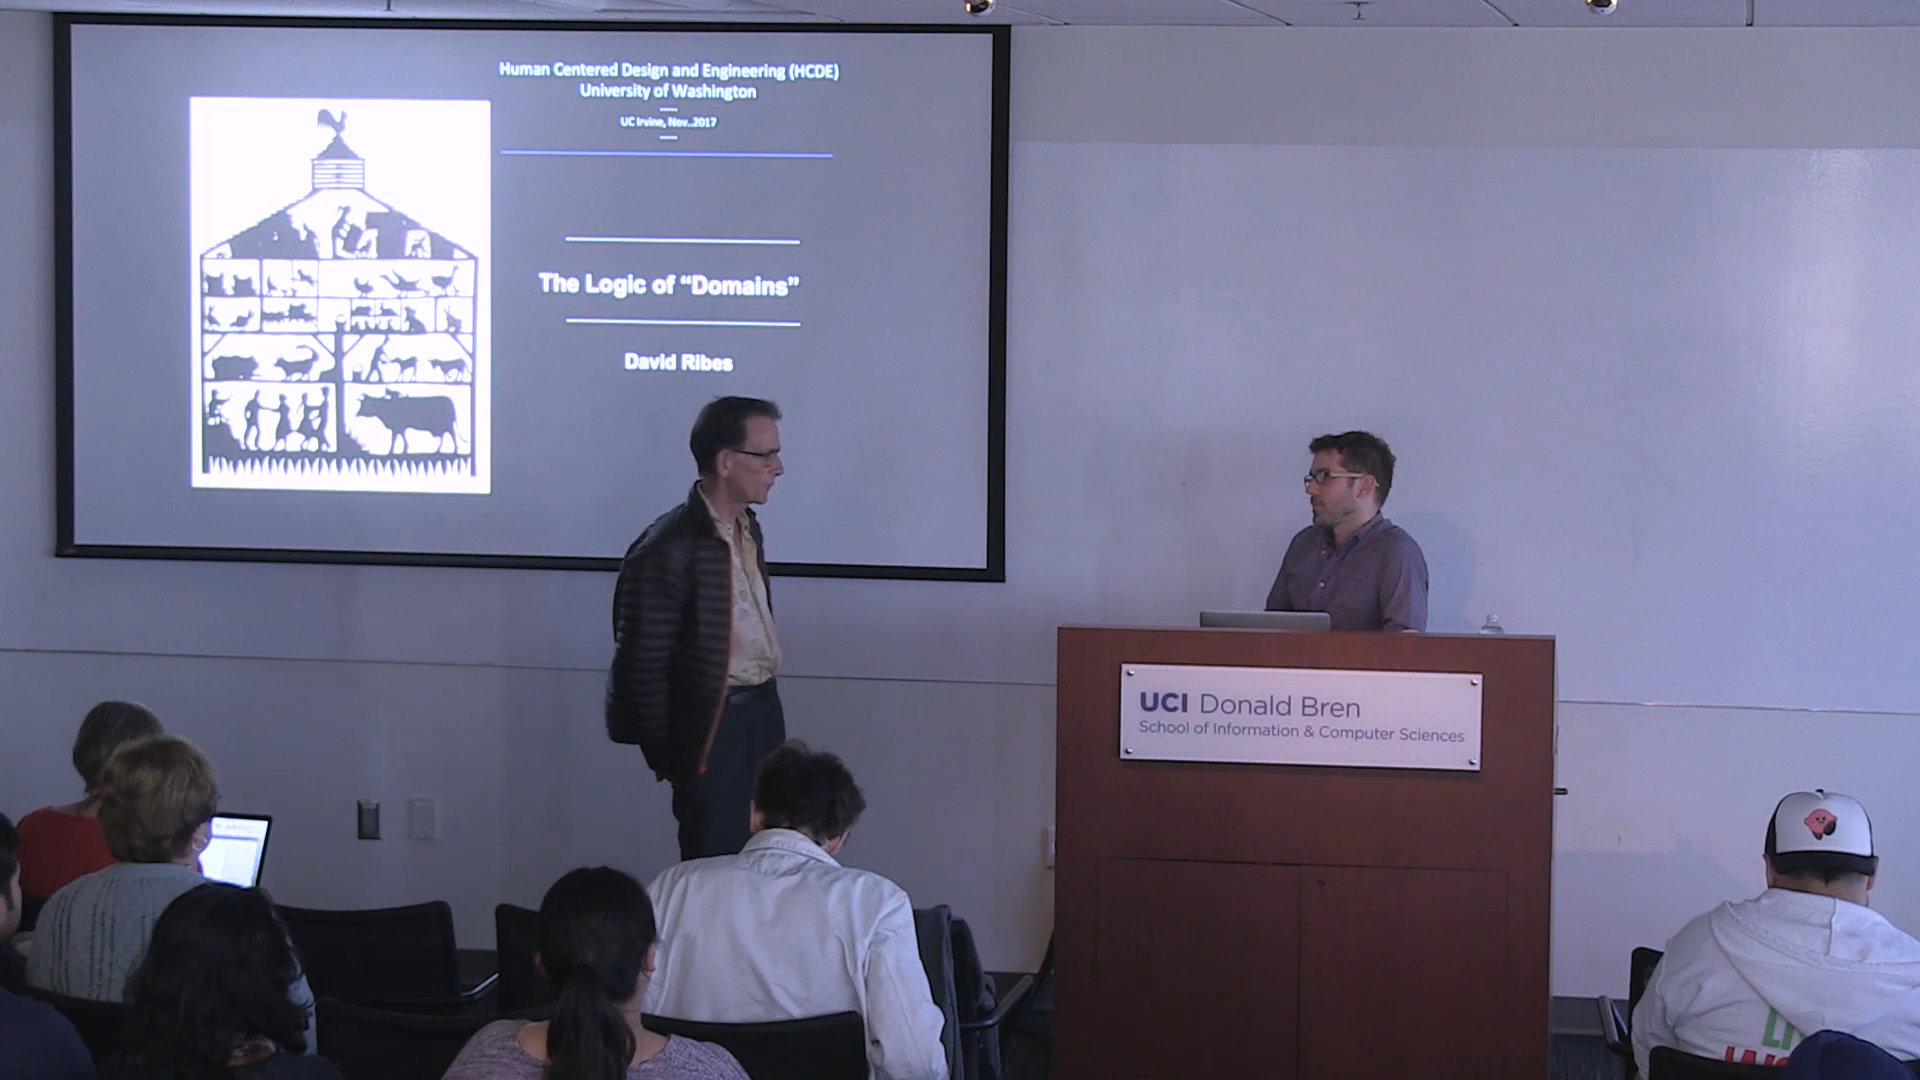 Human Centered Design and Engineering (HCDE)
University of Washington
UC Irvine, Nov..2017
The Logic of “Domains”
David Ribes
UCI Donald Bren
School of Information & Computer Sciences